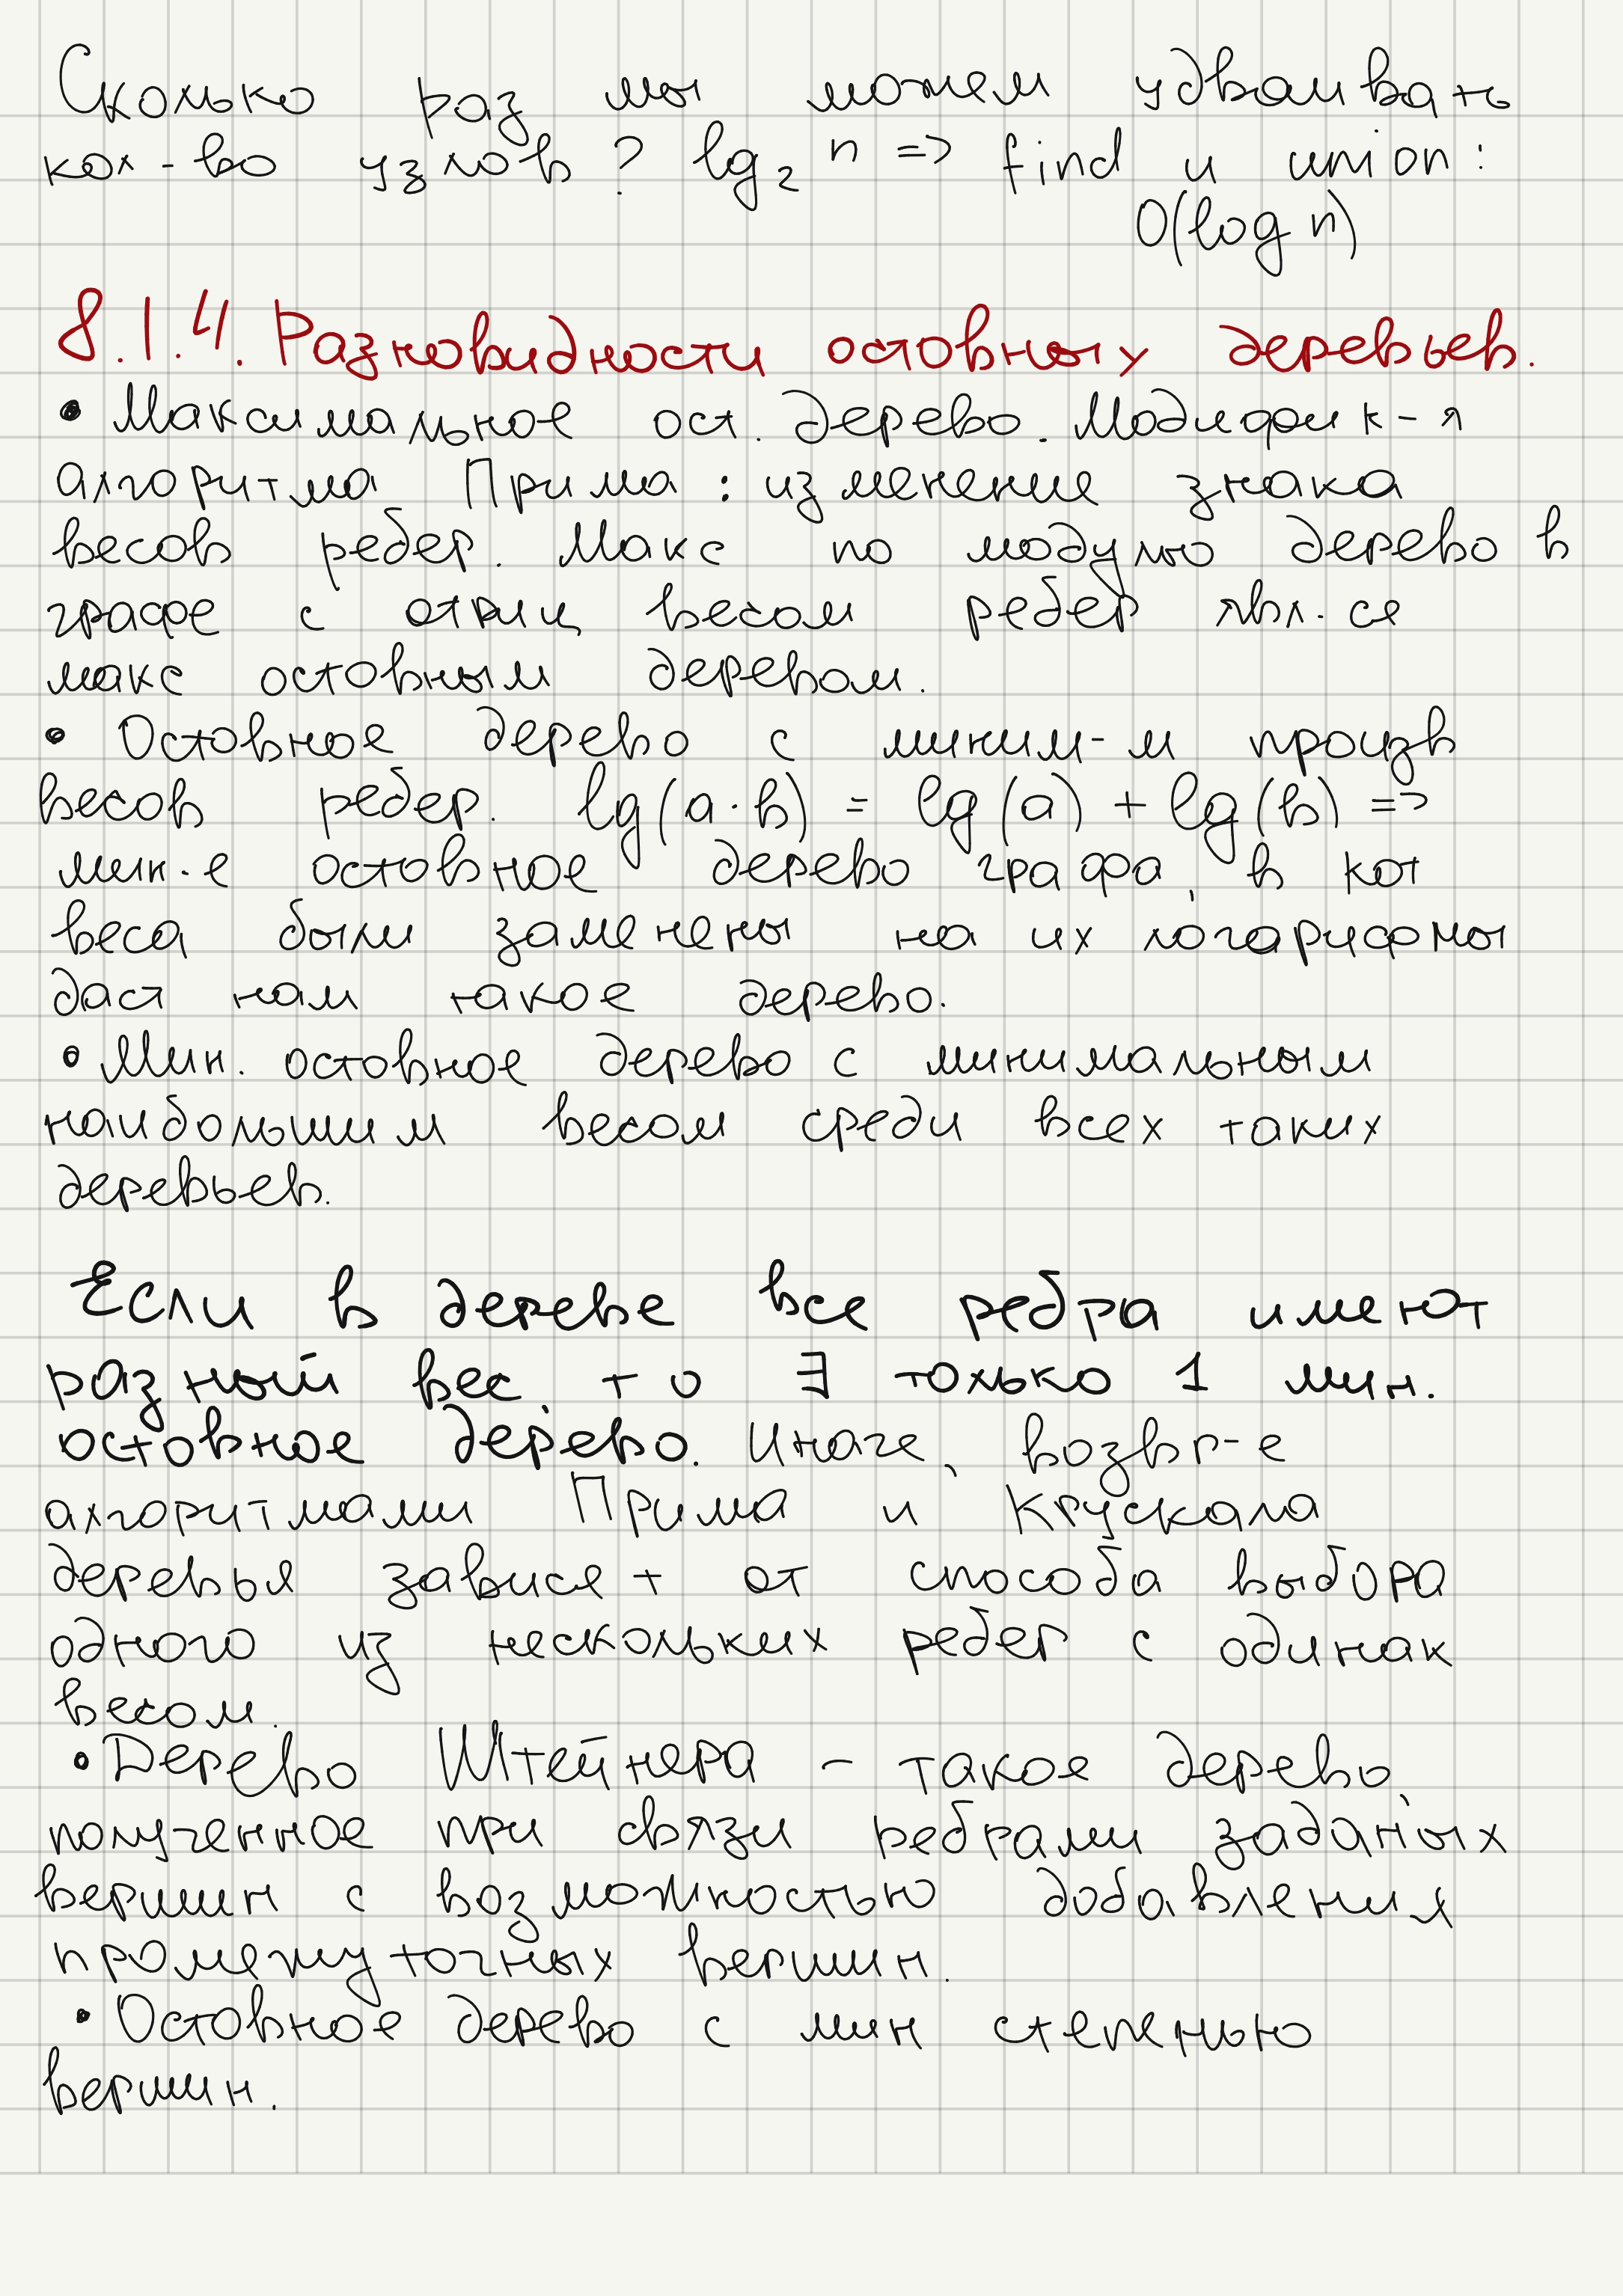 Сколько раз мы можем удваивать
кол-во узлов? lg₂ n => find и union:
O(log n)
8.1.4. Разновидности остовных деревьев.
• Максимальное ост. дерево. Модифик-я
алгоритма Прима: изменение знака
весов ребер. Макс по модулю дерево в
графе с отриц весом ребер явл-ся
макс остовным деревом.
• Остовное дерево с миним-м произв
весов ребер. lg(a·b) = lg(a) + lg(b) =>
мин-е остовное дерево графа, в кот
веса были заменены на их логарифмы
даст нам такое дерево.
• Мин. остовное дерево с минимальным
наибольшим весом среди всех таких
деревьев.
Если в дереве все ребра имеют
разный вес, то ∃ только 1 мин.
остовное дерево. Иначе, возвр-е
алгоритмами Прима и Крускала
деревья зависят от способа выбора
одного из нескольких ребер с одинак
весом.
• Дерево Штейнера - такое дерево,
полученное при связи ребрами заданых
вершин с возможностью добавления
промежуточных вершин.
• Остовное дерево с мин степенью
вершин.